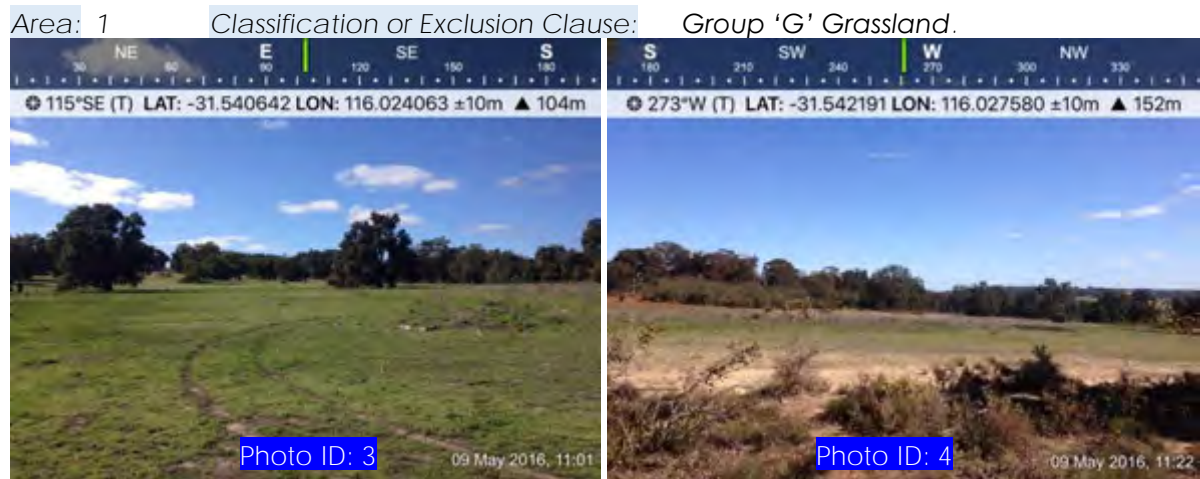 Area: 1 Classification or Exclusion Clause: Group ‘G’ Grassland.
NE E SE S
30 60 90 120 150 180
115°SE (T) LAT: -31.540642 LON: 116.024063 ±10m ▲ 104m
Photo ID: 3
09 May 2016, 11:01
S SW W NW
180 210 240 270 300 330
273°W (T) LAT: -31.542191 LON: 116.027580 ±10m ▲ 152m
Photo ID: 4
09 May 2016, 11:22